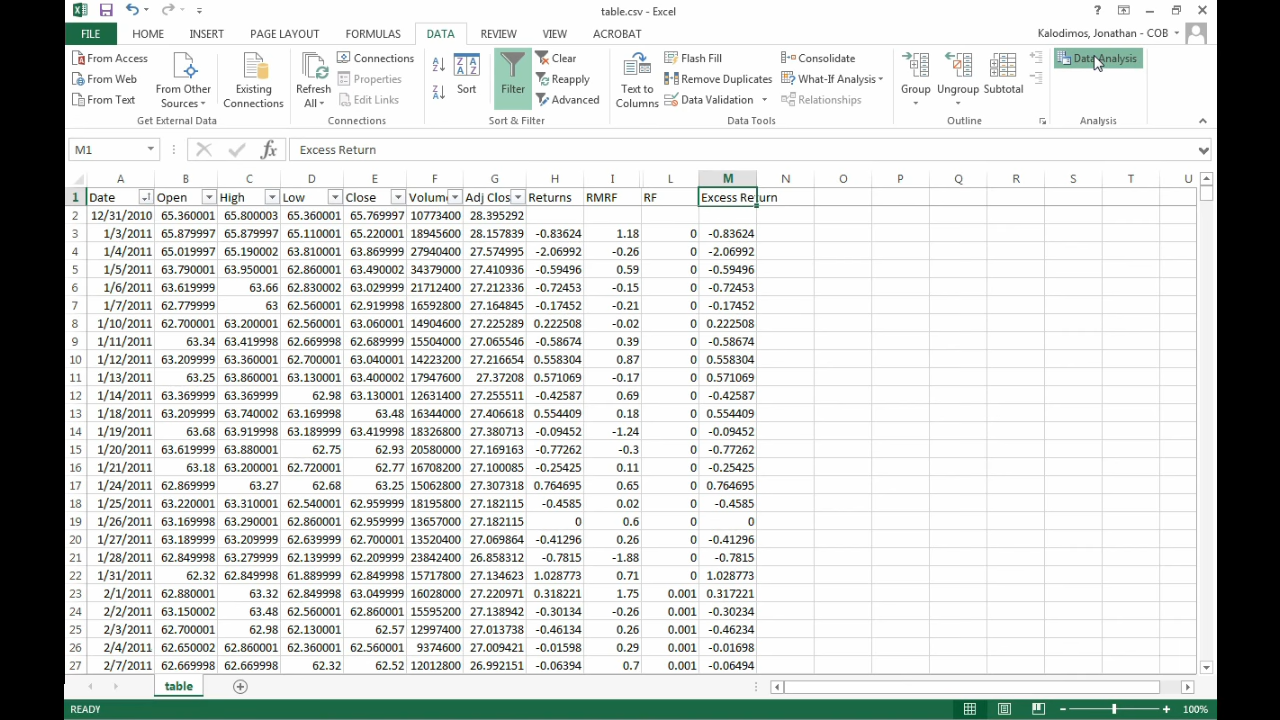 table.csv - Excel
?
FILE HOME INSERT PAGE LAYOUT FORMULAS DATA REVIEW VIEW ACROBAT Kalodimos, Jonathan - COB
From Access
From Web
From Text
From Other Sources
Existing Connections
Get External Data
Refresh All
Connections
Properties
Edit Links
Connections
Sort
Filter
Clear
Reapply
Advanced
Sort & Filter
Text to Columns
Flash Fill
Remove Duplicates
Data Validation
Consolidate
What-If Analysis
Relationships
Data Tools
Group
Ungroup
Subtotal
Outline
Data Analysis
Analysis
M1 fx Excess Return
A B C D E F G H I L M N O P Q R S T U
1 Date Open High Low Close Volum Adj Clos Returns RMRF RF Excess Return
2 12/31/2010 65.360001 65.800003 65.360001 65.769997 10773400 28.395292
3 1/3/2011 65.879997 65.879997 65.110001 65.220001 18945600 28.157839 -0.83624 1.18 0 -0.83624
4 1/4/2011 65.019997 65.190002 63.810001 63.869999 27940400 27.574995 -2.06992 -0.26 0 -2.06992
5 1/5/2011 63.790001 63.950001 62.860001 63.490002 34379000 27.410936 -0.59496 0.59 0 -0.59496
6 1/6/2011 63.619999 63.66 62.830002 63.029999 21712400 27.212336 -0.72453 -0.15 0 -0.72453
7 1/7/2011 62.779999 63 62.560001 62.919998 16592800 27.164845 -0.17452 -0.21 0 -0.17452
8 1/10/2011 62.700001 63.200001 62.560001 63.060001 14904600 27.225289 0.222508 -0.02 0 0.222508
9 1/11/2011 63.34 63.419998 62.669998 62.689999 15504000 27.065546 -0.58674 0.39 0 -0.58674
10 1/12/2011 63.209999 63.360001 62.700001 63.040001 14223200 27.216654 0.558304 0.87 0 0.558304
11 1/13/2011 63.25 63.860001 63.130001 63.400002 17947600 27.37208 0.571069 -0.17 0 0.571069
12 1/14/2011 63.369999 63.369999 62.98 63.130001 12631400 27.255511 -0.42587 0.69 0 -0.42587
13 1/18/2011 63.209999 63.740002 63.169998 63.48 16344000 27.406618 0.554409 0.18 0 0.554409
14 1/19/2011 63.68 63.919998 63.189999 63.419998 18326800 27.380713 -0.09452 -1.24 0 -0.09452
15 1/20/2011 63.619999 63.880001 62.75 62.93 20580000 27.169163 -0.77262 -0.3 0 -0.77262
16 1/21/2011 63.18 63.200001 62.720001 62.77 16708200 27.100085 -0.25425 0.11 0 -0.25425
17 1/24/2011 62.869999 63.27 62.68 63.25 15062800 27.307318 0.764695 0.65 0 0.764695
18 1/25/2011 63.220001 63.310001 62.540001 62.959999 18195800 27.182115 -0.4585 0.02 0 -0.4585
19 1/26/2011 63.169998 63.290001 62.860001 62.959999 13657000 27.182115 0 0.6 0 0
20 1/27/2011 63.189999 63.209999 62.639999 62.700001 13520400 27.069864 -0.41296 0.26 0 -0.41296
21 1/28/2011 62.849998 63.279999 62.139999 62.209999 23842400 26.858312 -0.7815 -1.88 0 -0.7815
22 1/31/2011 62.32 62.849998 61.889999 62.849998 15717800 27.134623 1.028773 0.71 0 1.028773
23 2/1/2011 62.880001 63.32 62.849998 63.049999 16028000 27.220971 0.318221 1.75 0.001 0.317221
24 2/2/2011 63.150002 63.48 62.560001 62.860001 15595200 27.138942 -0.30134 -0.26 0.001 -0.30234
25 2/3/2011 62.700001 62.98 62.130001 62.57 12997400 27.013738 -0.46134 0.26 0.001 -0.46234
26 2/4/2011 62.650002 62.860001 62.360001 62.560001 9374600 27.009421 -0.01598 0.29 0.001 -0.01698
27 2/7/2011 62.669998 62.669998 62.32 62.52 12012800 26.992151 -0.06394 0.7 0.001 -0.06494
table
READY 100%